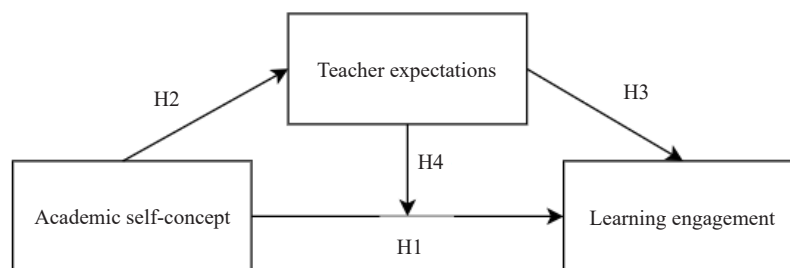 Teacher expectations
H2
H3
H4
Academic self-concept
Learning engagement
H1